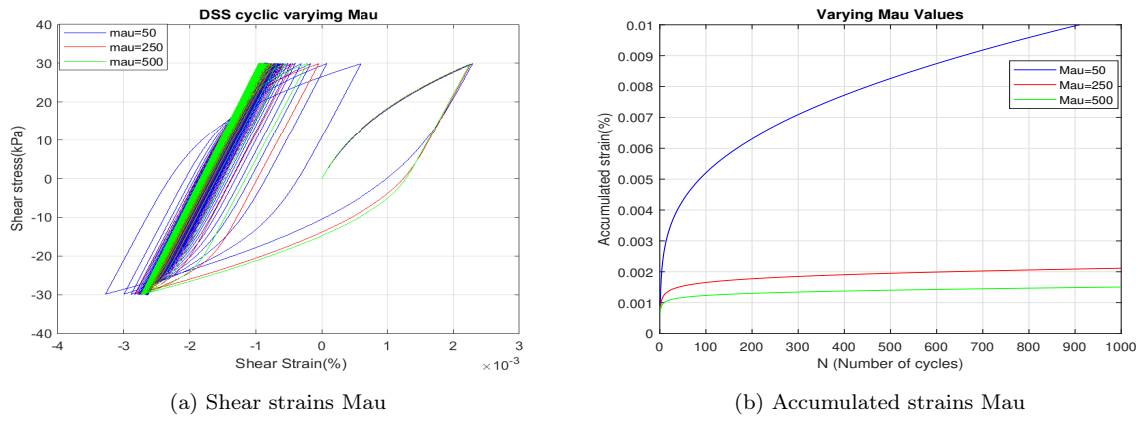 DSS cyclic varyimg Mau
40
30
20
10
0
-10
-20
-30
-40
Shear stress(kPa)
mau=50
mau=250
mau=500
-4
-3
-2
-1
0
1
2
3
×10⁻³
Shear Strain(%)
(a) Shear strains Mau
Varying Mau Values
0.01
0.009
0.008
0.007
0.006
0.005
0.004
0.003
0.002
0.001
0
Accumulated strain(%)
Mau=50
Mau=250
Mau=500
0
100
200
300
400
500
600
700
800
900
1000
N (Number of cycles)
(b) Accumulated strains Mau